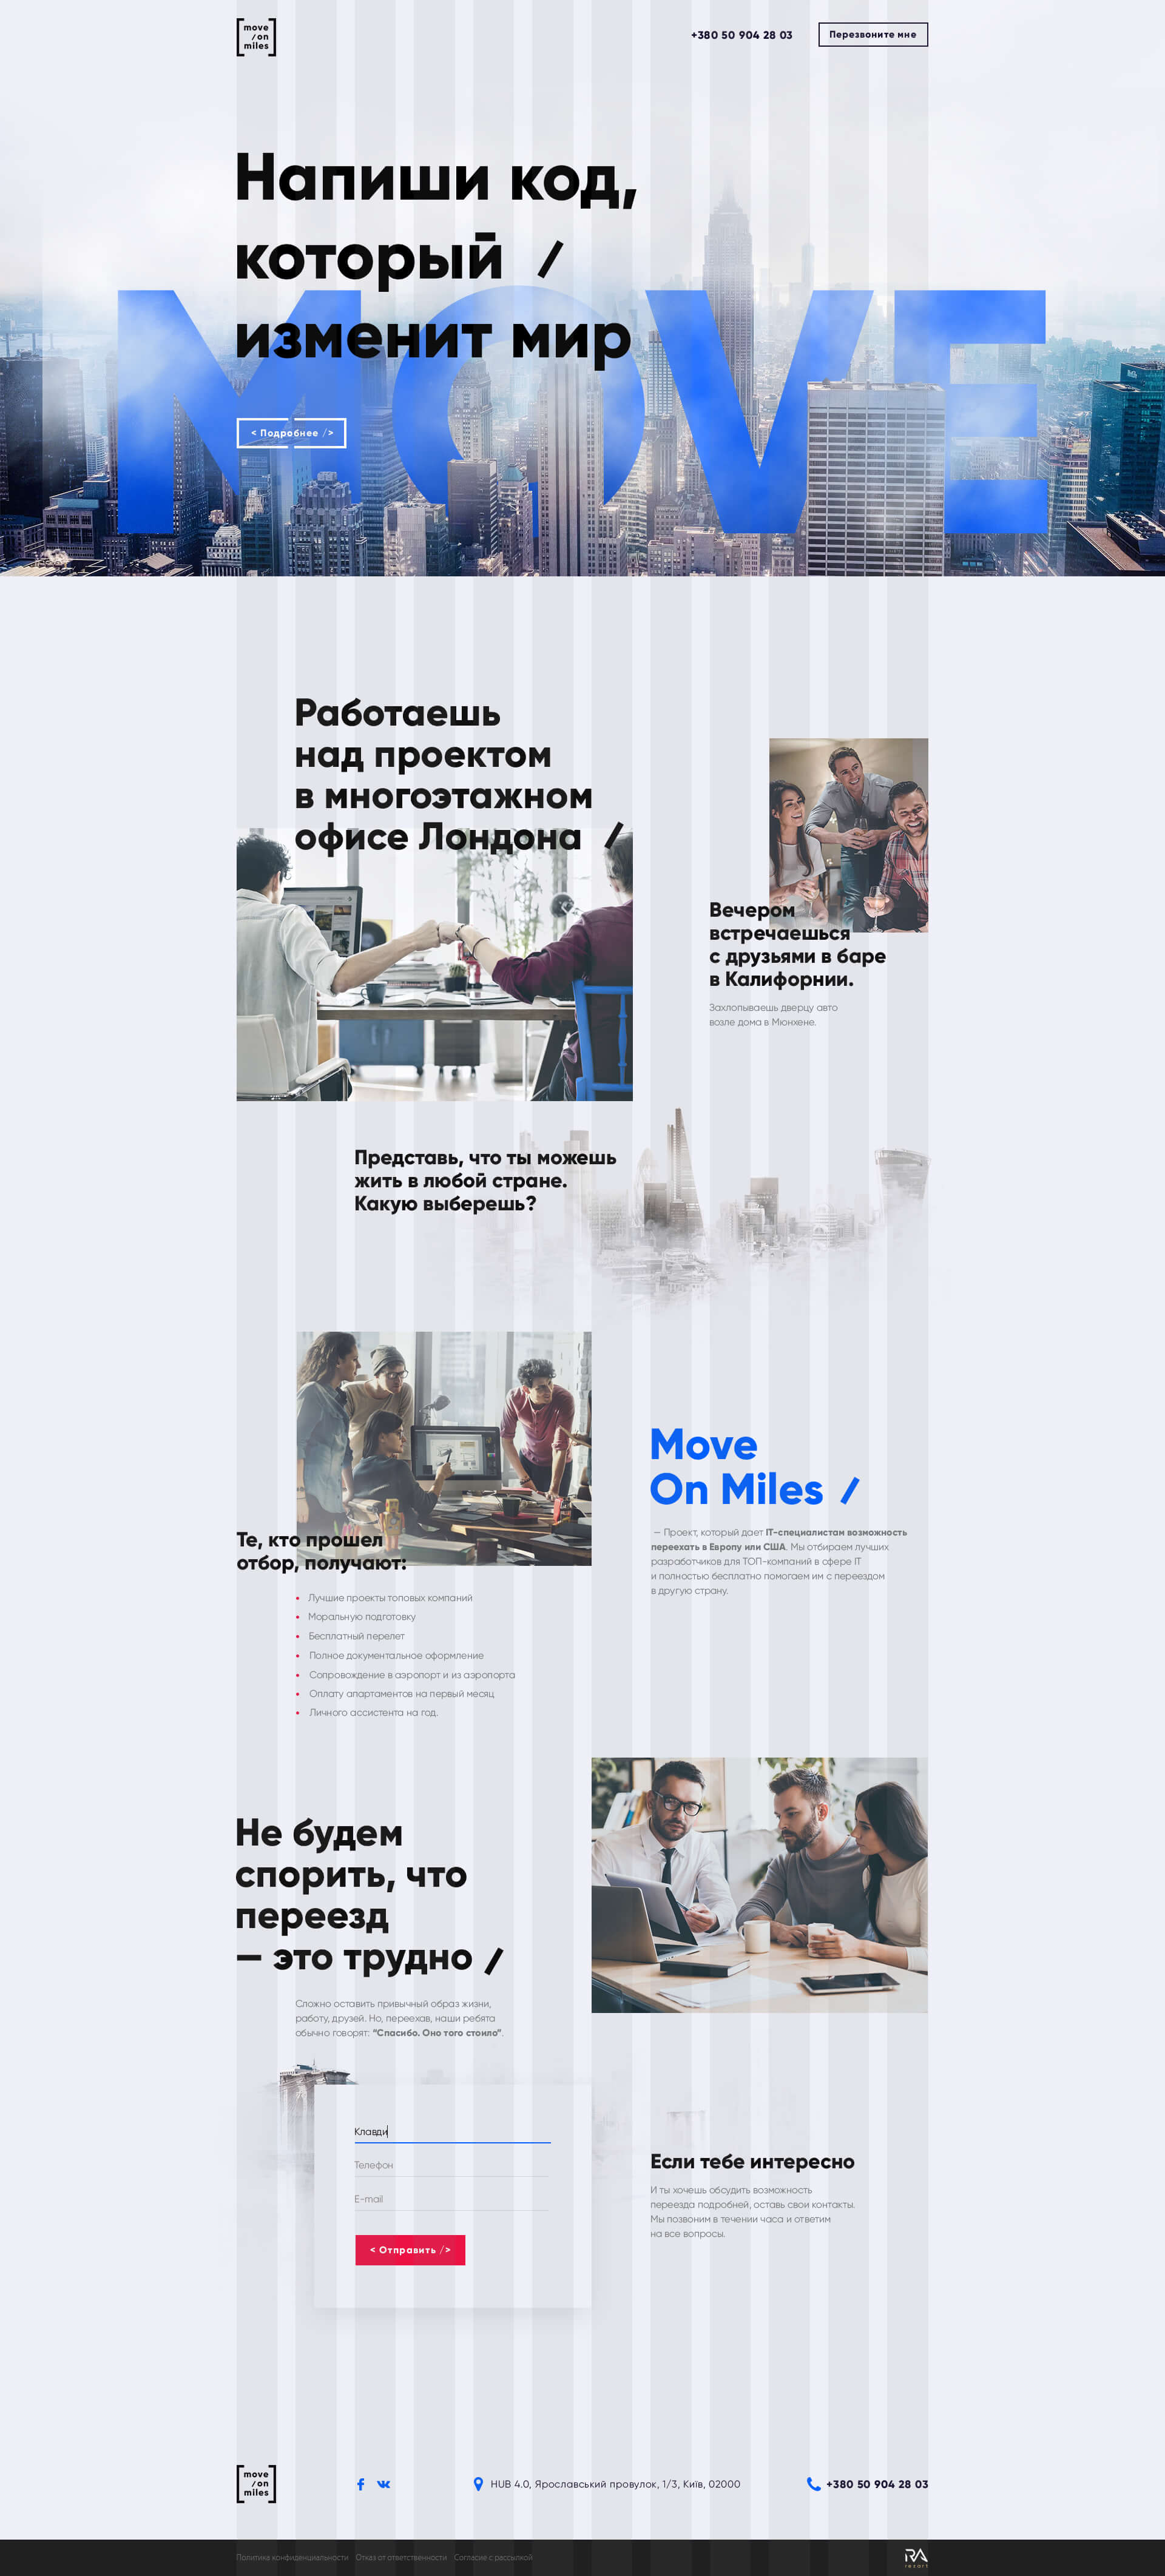 move
/on
miles
+380 50 904 28 03
Перезвоните мне
Напиши код,
который /
изменит мир
MOVE
< Подробнее />
Работаешь
над проектом
в многоэтажном
офисе Лондона /
Вечером
встречаешься
с друзьями в баре
в Калифорнии.
Захлопываешь дверцу авто
возле дома в Мюнхене.
Представь, что ты можешь
жить в любой стране.
Какую выберешь?
Move
On Miles /
— Проект, который дает IT-специалистам возможность
переехать в Европу или США. Мы отбираем лучших
разработчиков для ТОП-компаний в сфере IT
и полностью бесплатно помогаем им с переездом
в другую страну.
Те, кто прошел
отбор, получают:
• Лучшие проекты топовых компаний
• Моральную подготовку
• Бесплатный перелет
• Полное документальное оформление
• Сопровождение в аэропорт и из аэропорта
• Оплату апартаментов на первый месяц
• Личного ассистента на год.
Не будем
спорить, что
переезд
— это трудно /
Сложно оставить привычный образ жизни,
работу, друзей. Но, переехав, наши ребята
обычно говорят: "Спасибо. Оно того стоило".
Клавди
Телефон
E-mail
< Отправить />
Если тебе интересно
И ты хочешь обсудить возможность
переезда подробней, оставь свои контакты.
Мы позвоним в течении часа и ответим
на все вопросы.
move
/on
miles
HUB 4.0, Ярославський провулок, 1/3, Київ, 02000
+380 50 904 28 03
Политика конфиденциальности Отказ от ответственности Согласие с рассылкой
RA
rezart